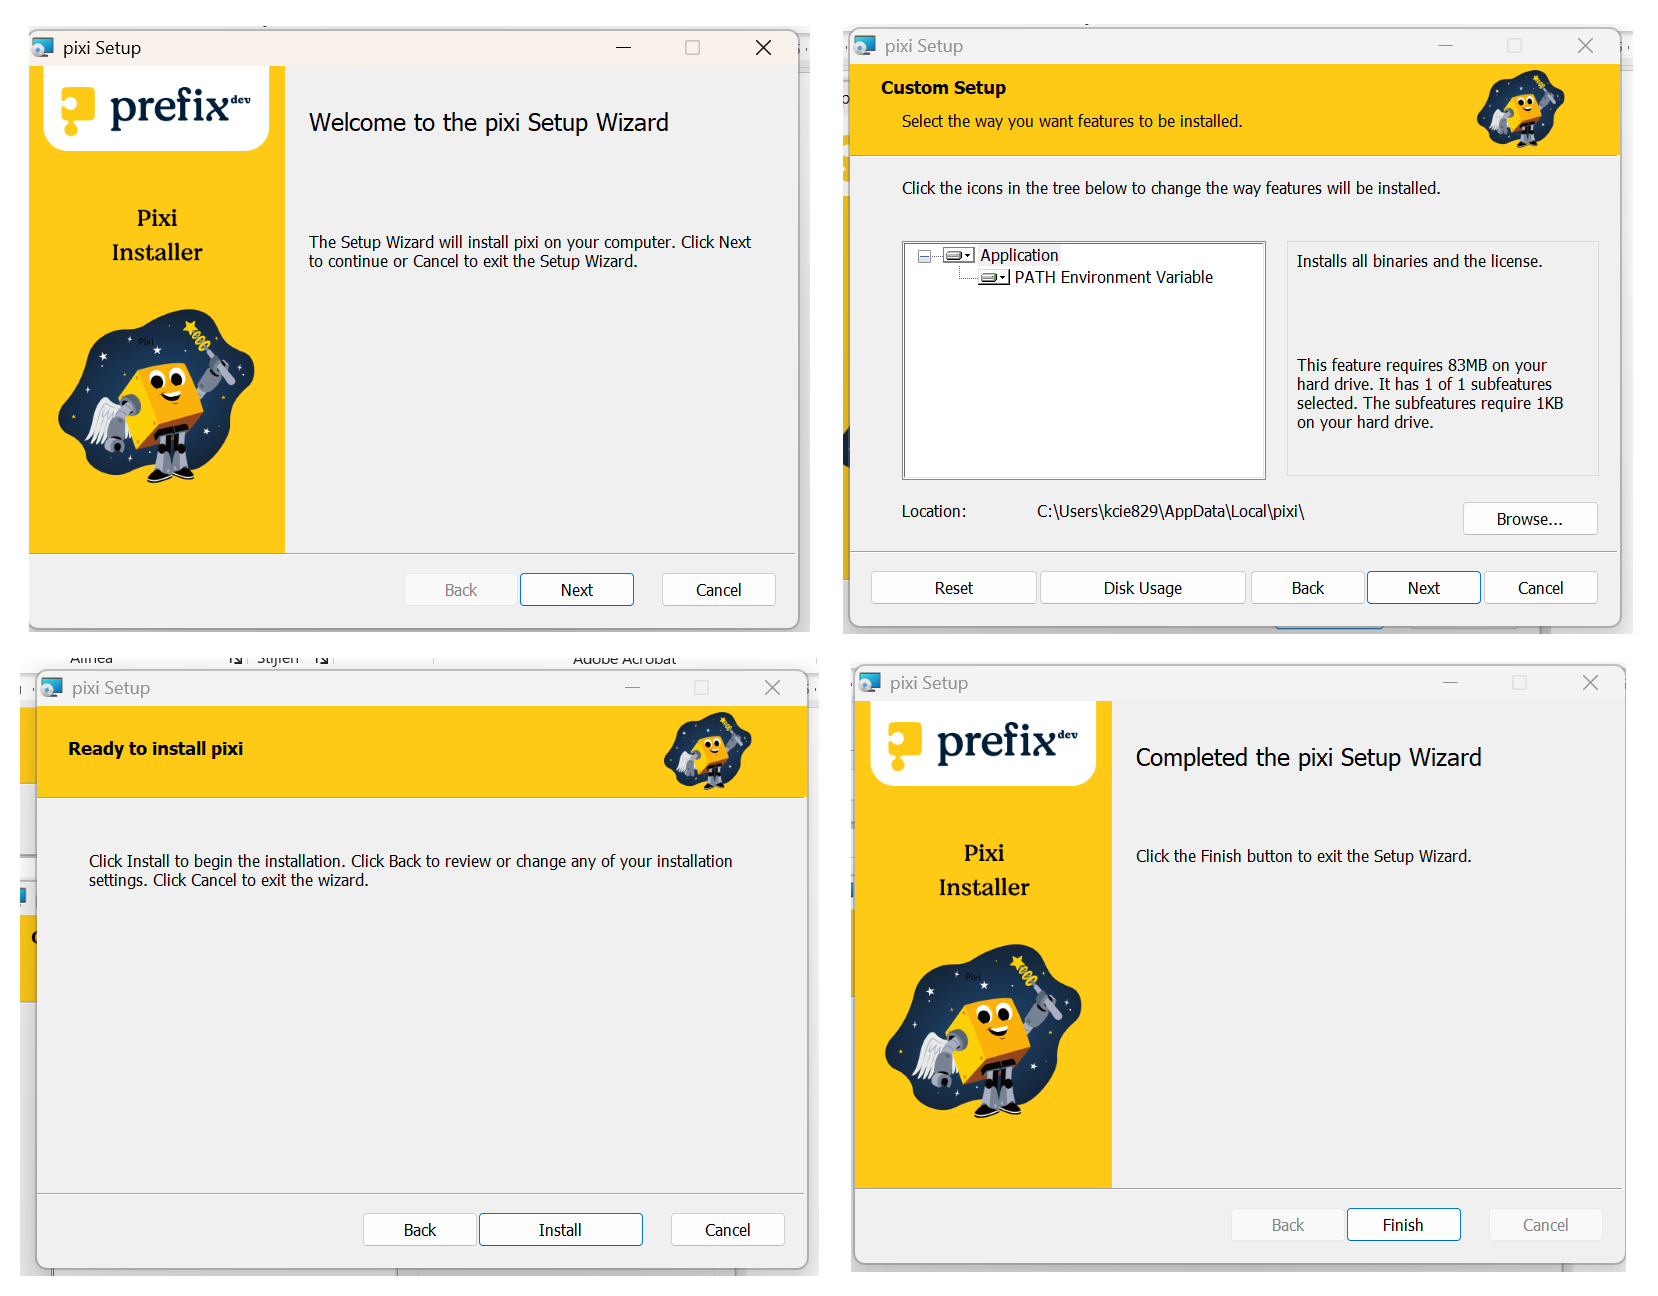 pixi Setup
prefix dev
Pixi
Installer
Pixi
Welcome to the pixi Setup Wizard
The Setup Wizard will install pixi on your computer. Click Next
to continue or Cancel to exit the Setup Wizard.
Back
Next
Cancel
pixi Setup
Custom Setup
Select the way you want features to be installed.
Click the icons in the tree below to change the way features will be installed.
Application
PATH Environment Variable
Installs all binaries and the license.
This feature requires 83MB on your
hard drive. It has 1 of 1 subfeatures
selected. The subfeatures require 1KB
on your hard drive.
Location:
C:\Users\kcie829\AppData\Local\pixi\
Browse...
Reset
Disk Usage
Back
Next
Cancel
Alinea
Stijlen
Adobe Acrobat
pixi Setup
Ready to install pixi
Click Install to begin the installation. Click Back to review or change any of your installation
settings. Click Cancel to exit the wizard.
Back
Install
Cancel
pixi Setup
prefix dev
Pixi
Installer
Pixi
Completed the pixi Setup Wizard
Click the Finish button to exit the Setup Wizard.
Back
Finish
Cancel